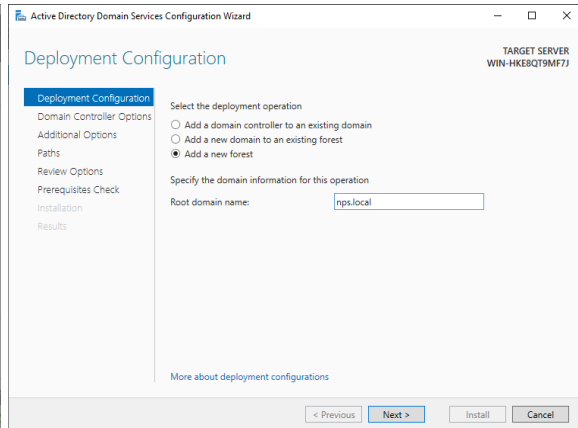 Active Directory Domain Services Configuration Wizard
Deployment Configuration
TARGET SERVER
WIN-HKE8QT9MF7J
Deployment Configuration
Domain Controller Options
Additional Options
Paths
Review Options
Prerequisites Check
Installation
Results
Select the deployment operation
Add a domain controller to an existing domain
Add a new domain to an existing forest
Add a new forest
Specify the domain information for this operation
Root domain name:
nps.local
More about deployment configurations
< Previous
Next >
Install
Cancel